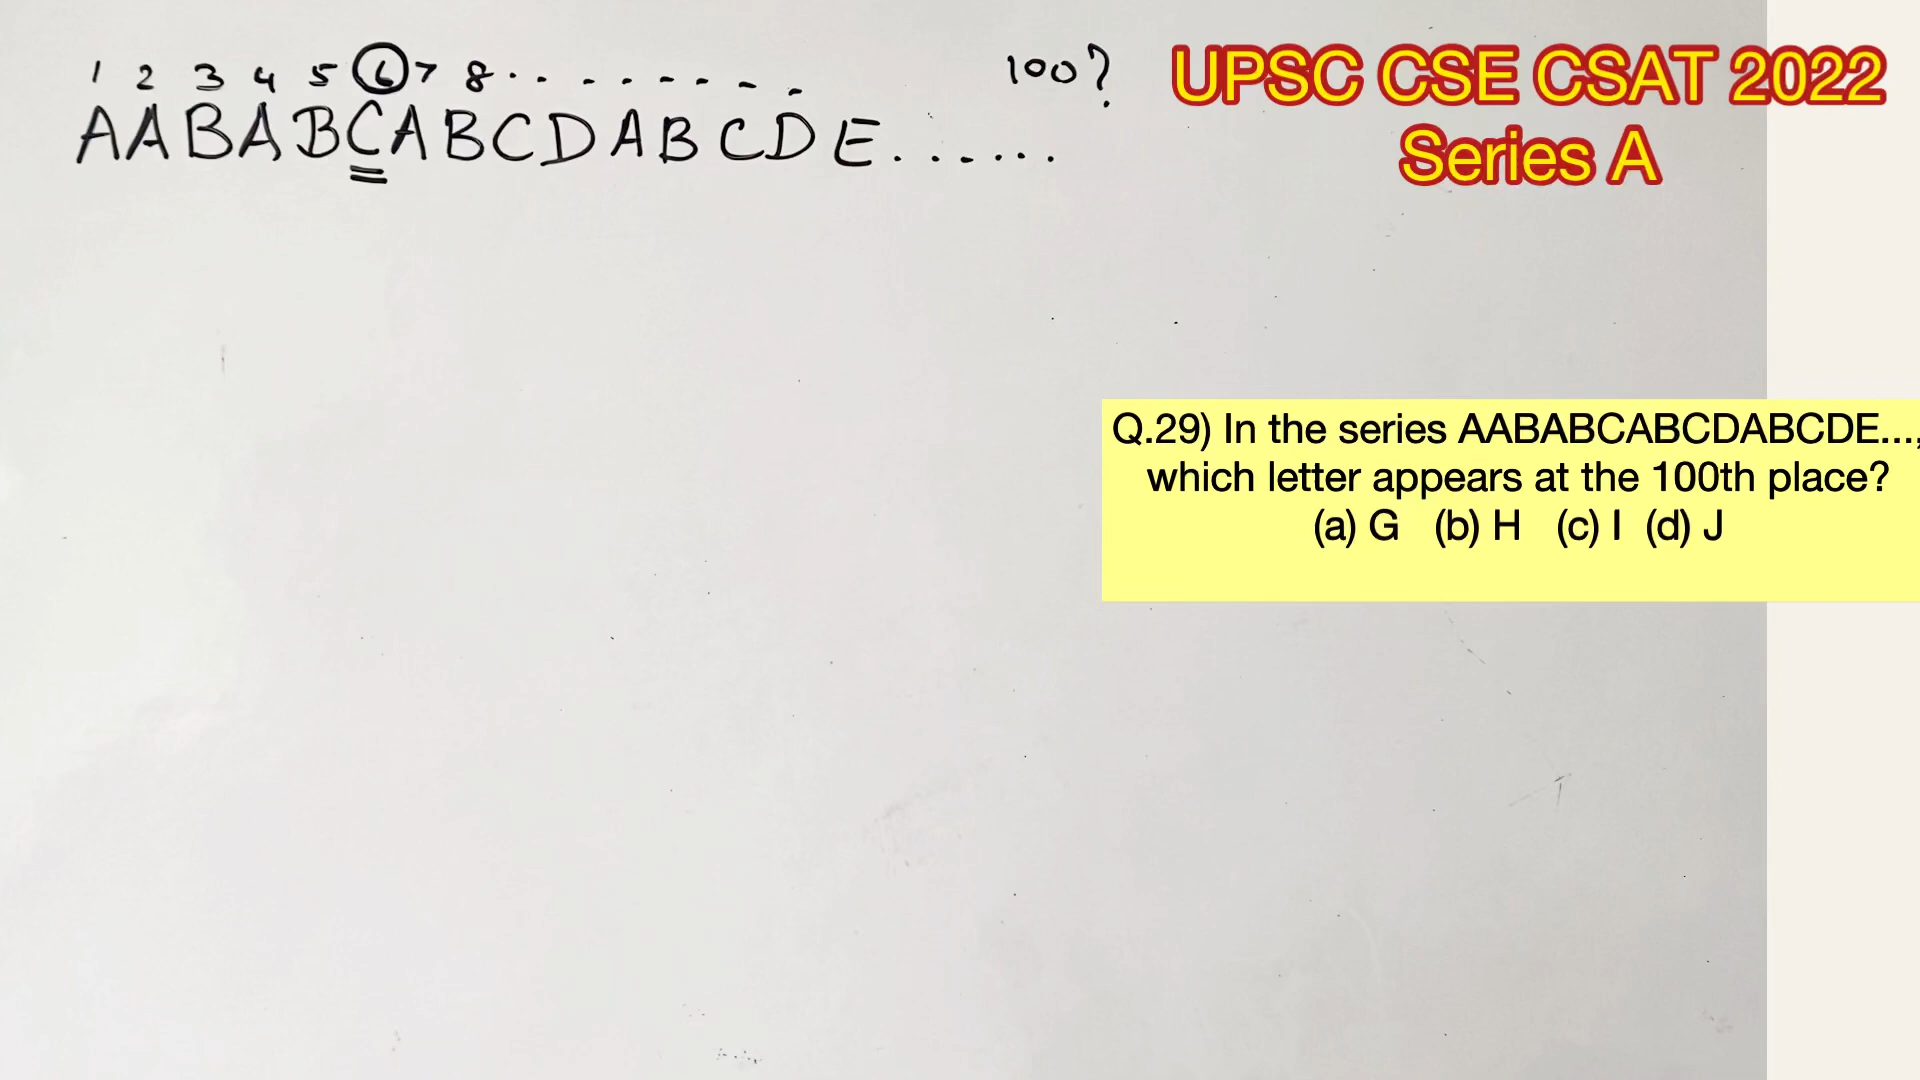 1 2 3 4 5 6 7 8 . . - - - - - - - - 100?
AABABCABCDABCDE.......
UPSC CSE CSAT 2022
Series A
Q.29) In the series AABABCABCDABCDE...,
which letter appears at the 100th place?
(a) G (b) H (c) I (d) J